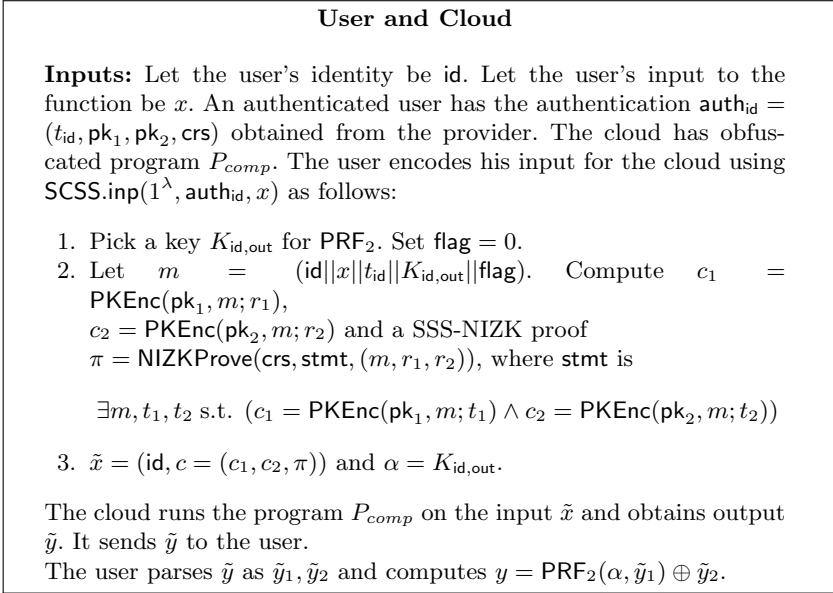 User and Cloud
Inputs: Let the user's identity be id. Let the user's input to the
function be x. An authenticated user has the authentication auth_id =
(t_id, pk_1, pk_2, crs) obtained from the provider. The cloud has obfus-
cated program P_comp. The user encodes his input for the cloud using
SCSS.inp(1^λ, auth_id, x) as follows:
1. Pick a key K_id,out for PRF_2. Set flag = 0.
2. Let m = (id||x||t_id||K_id,out||flag). Compute c_1 =
PKEnc(pk_1, m; r_1),
c_2 = PKEnc(pk_2, m; r_2) and a SSS-NIZK proof
π = NIZKProve(crs, stmt, (m, r_1, r_2)), where stmt is
∃m, t_1, t_2 s.t. (c_1 = PKEnc(pk_1, m; t_1) ∧ c_2 = PKEnc(pk_2, m; t_2))
3. x̃ = (id, c = (c_1, c_2, π)) and α = K_id,out.
The cloud runs the program P_comp on the input x̃ and obtains output
ỹ. It sends ỹ to the user.
The user parses ỹ as ỹ_1, ỹ_2 and computes y = PRF_2(α, ỹ_1) ⊕ ỹ_2.